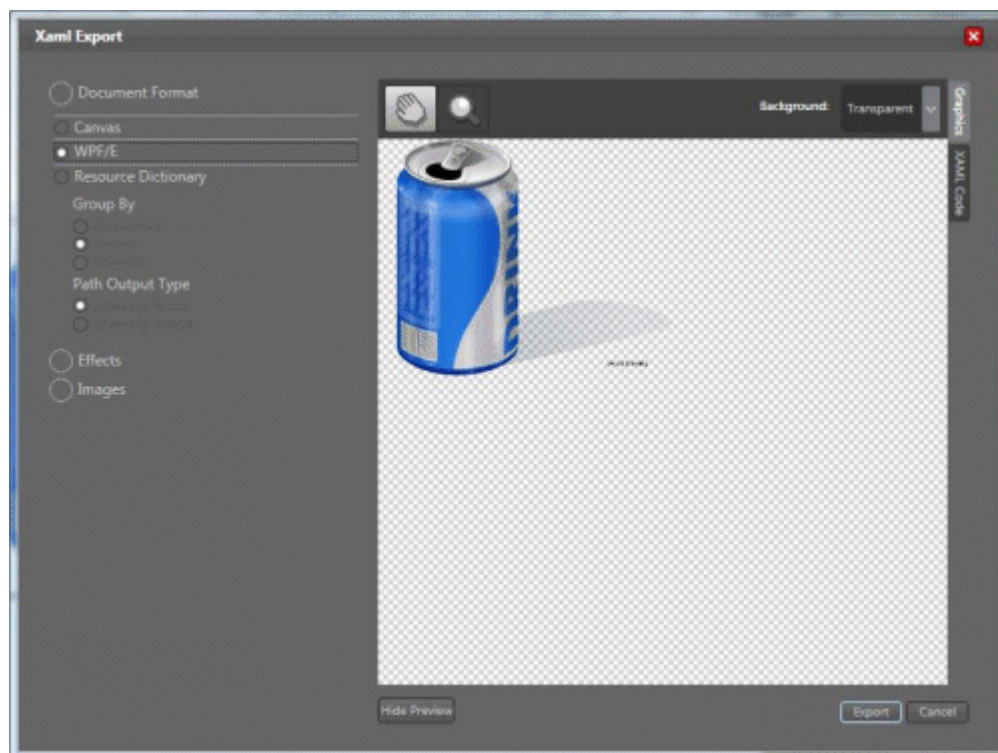 Xaml Export
Document Format
Canvas
WPF/E
Resource Dictionary
Group By
Path Output Type
Effects
Images
Background:
Transparent
Graphics
XAML Code
DRINK
Hide Preview
Export
Cancel